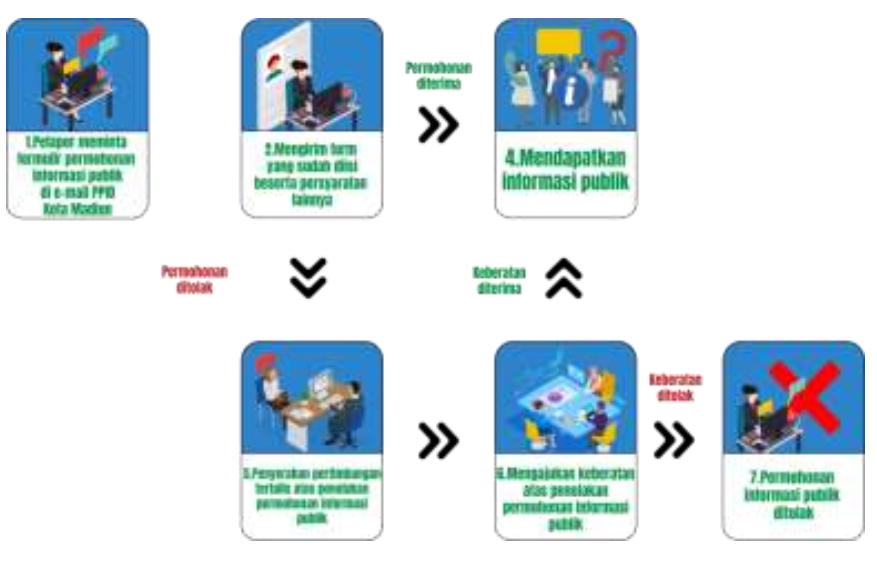 1.Pelapor meminta
formulir permohonan
informasi publik
di e-mail PPID
Kota Madiun
2.Mengirim form
yang sudah diisi
beserta persyaratan
lainnya
Permohonan
diterima
4.Mendapatkan
informasi publik
Permohonan
ditolak
Keberatan
diterima
5.Penyerahan pertimbangan
tertulis atas penolakan
permohonan informasi
publik
6.Mengajukan keberatan
atas penolakan
permohonan informasi
publik
Keberatan
ditolak
7.Permohonan
informasi publik
ditolak